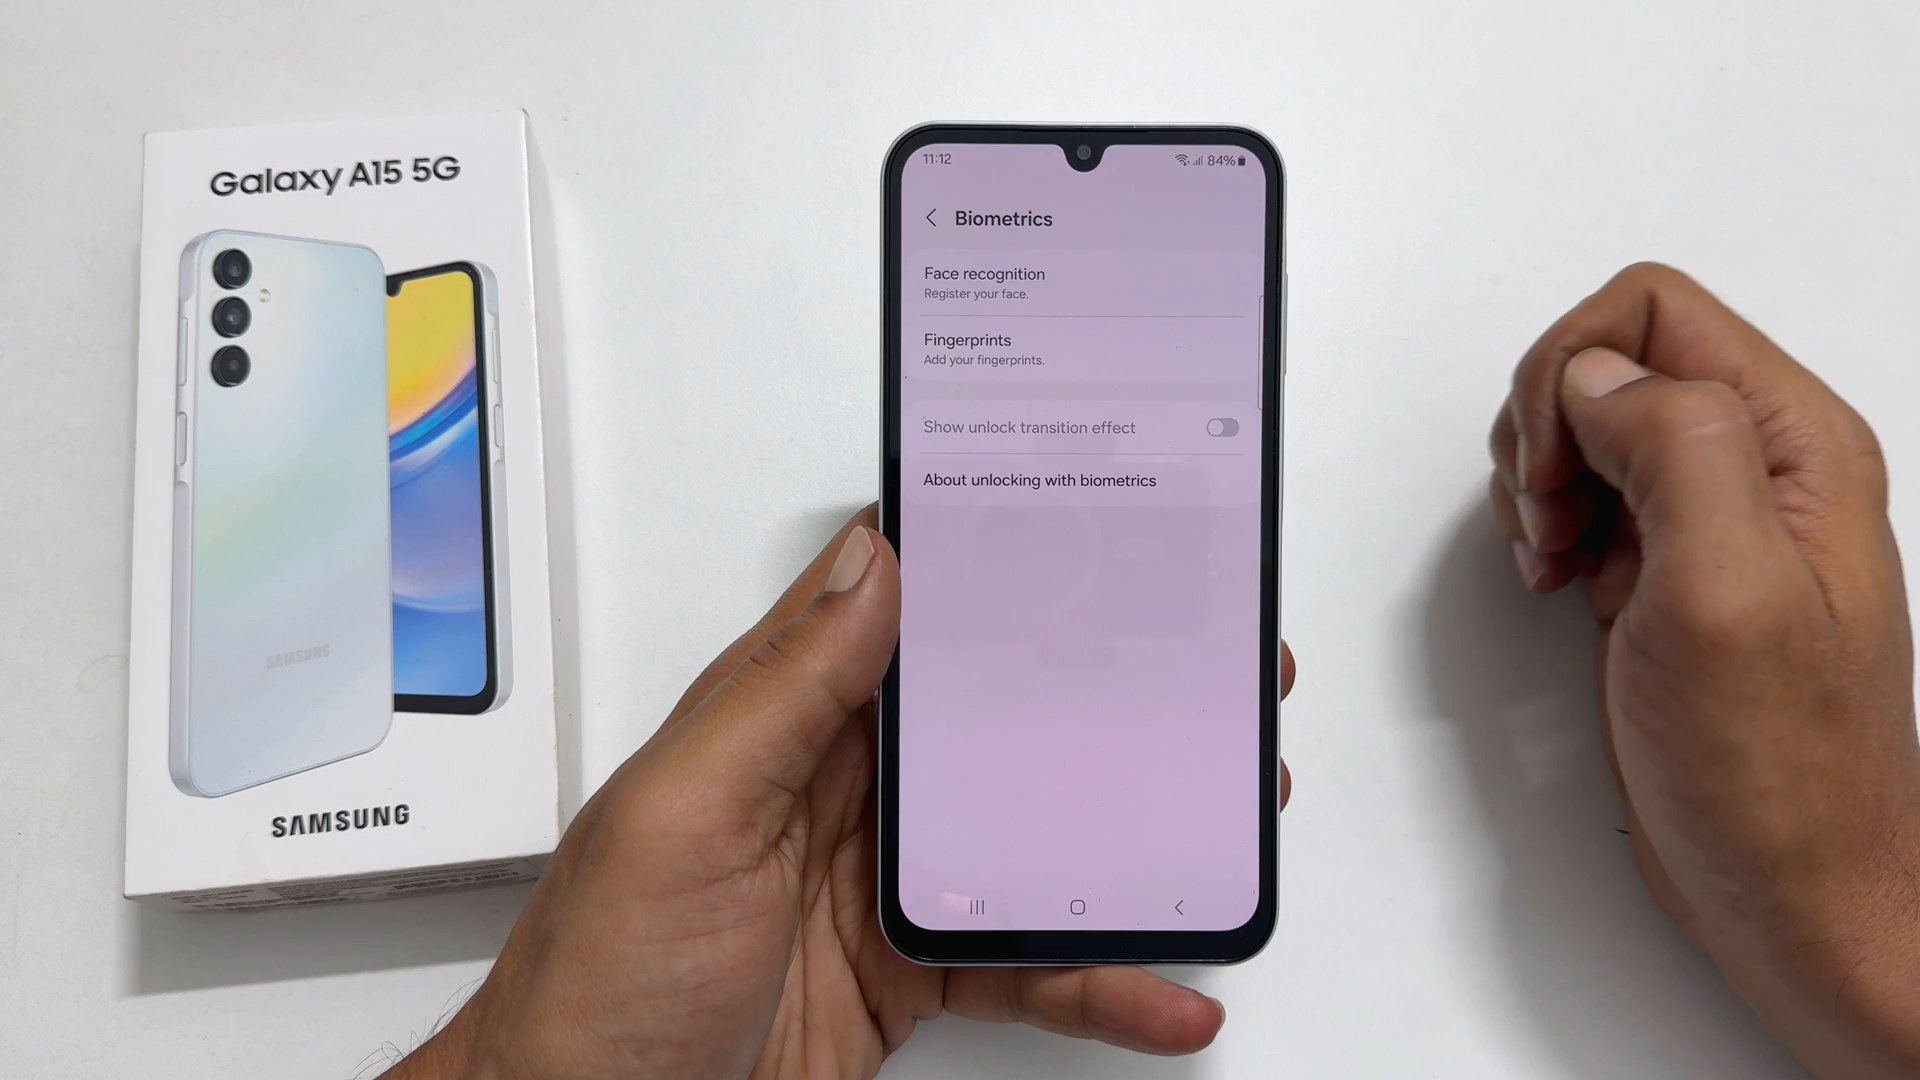 Galaxy A15 5G
SAMSUNG
SAMSUNG
11:12
84%
Biometrics
Face recognition
Register your face.
Fingerprints
Add your fingerprints.
Show unlock transition effect
About unlocking with biometrics